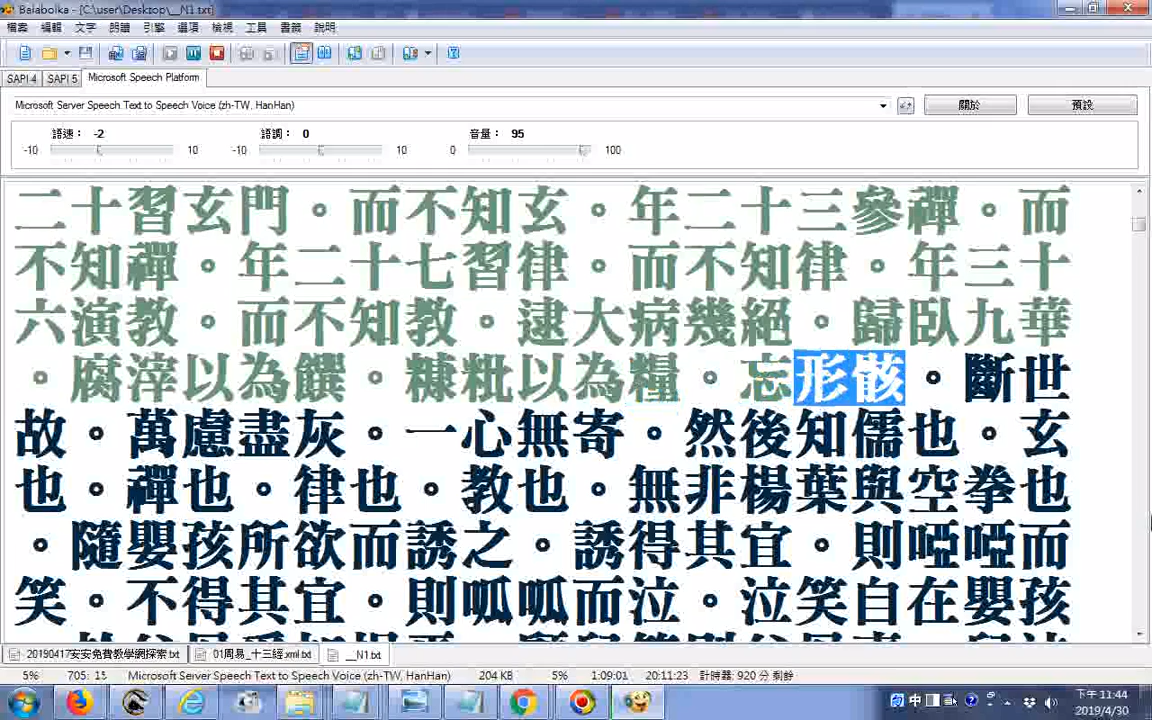 Balabolka - [C:\user\Desktop\__N1.txt]
檔案 編輯 文字 朗讀 引擎 選項 檢視 工具 書籤 說明
SAPI 4 SAPI 5 Microsoft Speech Platform
Microsoft Server Speech Text to Speech Voice (zh-TW, HanHan) 關於 預設
語速： -2 語調： 0 音量： 95
-10 10 -10 10 0 100
二十習玄門。而不知玄。年二十三參禪。而
不知禪。年二十七習律。而不知律。年三十
六演教。而不知教。逮大病幾絕。歸臥九華
。腐滓以為饌。糠粃以為糧。忘形骸。斷世
故。萬慮盡灰。一心無寄。然後知儒也。玄
也。禪也。律也。教也。無非楊葉與空拳也
。隨嬰孩所欲而誘之。誘得其宜。則啞啞而
笑。不得其宜。則呱呱而泣。泣笑自在嬰孩
20190417安安免費教學網探索.txt 01周易_十三經.xml.txt __N1.txt
5% 705: 15 Microsoft Server Speech Text to Speech Voice (zh-TW, HanHan) 204 KB 5% 1:09:01 20:11:23 計時器: 920 分 剩餘
中 下午 11:44
2019/4/30